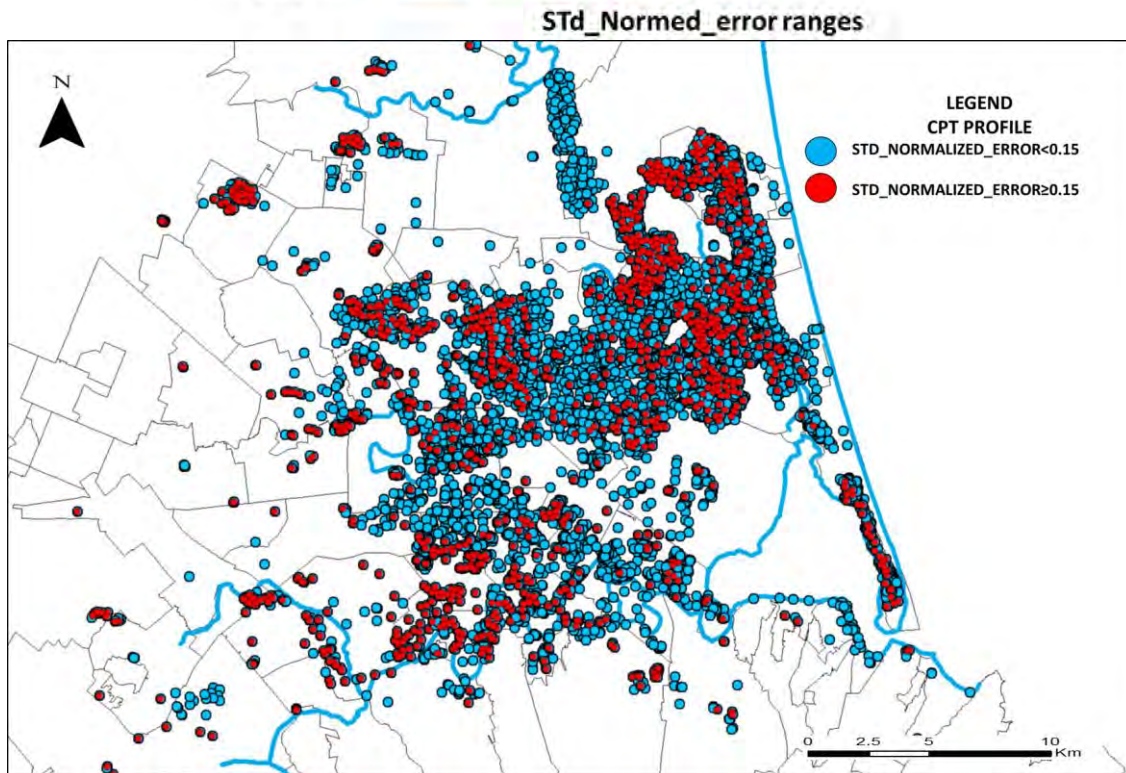 STd_Normed_error ranges
N
LEGEND
CPT PROFILE
STD_NORMALIZED_ERROR<0.15
STD_NORMALIZED_ERROR≥0.15
0 2.5 5 10
Km